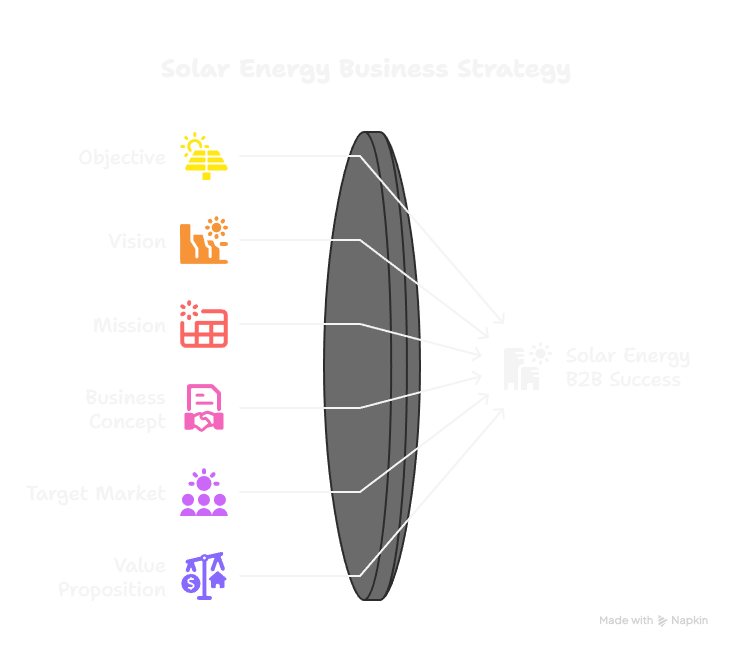 Solar Energy Business Strategy
Objective
Vision
Mission
Business
Concept
Target Market
Value
Proposition
Solar Energy
B2B Success
$
Made with Napkin